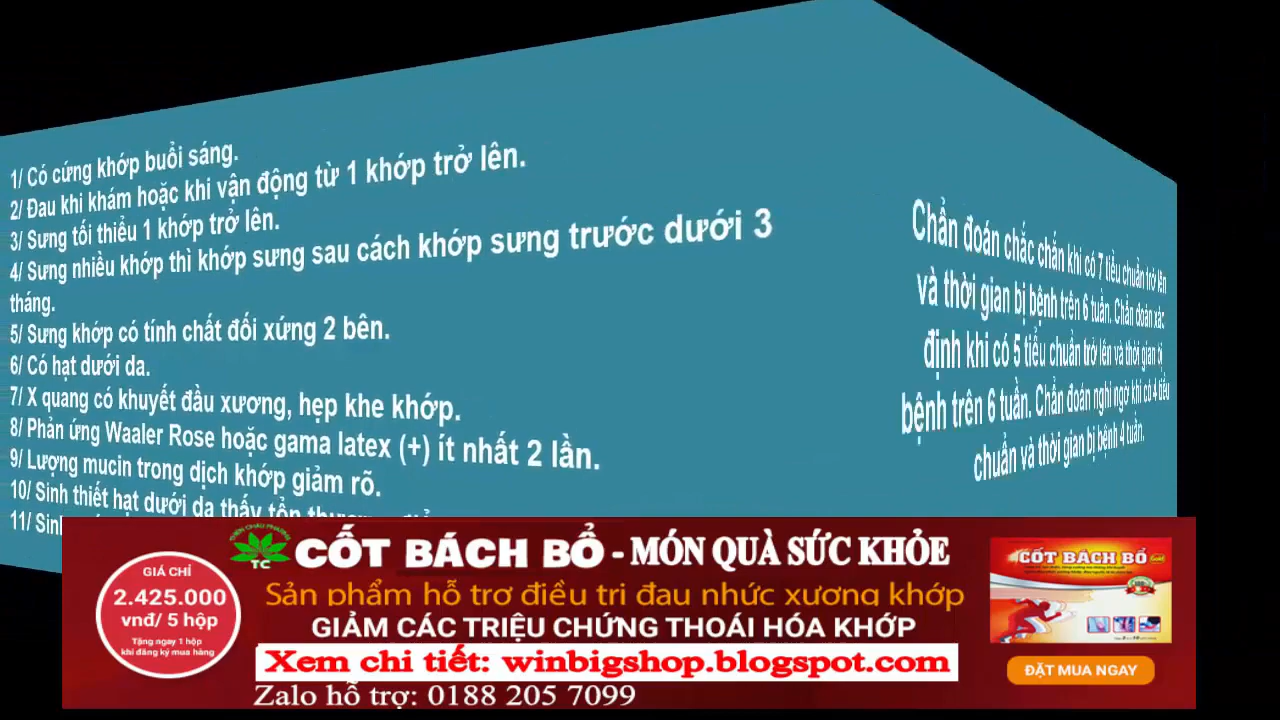 1/ Có cứng khớp buổi sáng.
2/ Đau khi khám hoặc khi vận động từ 1 khớp trở lên.
3/ Sưng tối thiểu 1 khớp trở lên.
4/ Sưng nhiều khớp thì khớp sưng sau cách khớp sưng trước dưới 3
tháng.
5/ Sưng khớp có tính chất đối xứng 2 bên.
6/ Có hạt dưới da.
7/ X quang có khuyết đầu xương, hẹp khe khớp.
8/ Phản ứng Waaler Rose hoặc gama latex (+) ít nhất 2 lần.
9/ Lượng mucin trong dịch khớp giảm rõ.
10/ Sinh thiết hạt dưới da thấy tổn
11/ Sinh
Chẩn đoán chắc chắn khi có 7 tiêu chuẩn trở lên
và thời gian bị bệnh trên 6 tuần. Chẩn đoán xác
định khi có 5 tiểu chuẩn trở lên và thời gian bị
bệnh trên 6 tuần. Chẩn đoán nghi ngờ khi có 4 tiêu
chuẩn và thời gian bị bệnh 4 tuần.
GIÁ CHỈ
2.425.000
vnđ/ 5 hộp
Tặng ngay 1 hộp
khi đăng ký mua hàng
THIÊN CHÂU PHARMA
TC
CỐT BÁCH BỔ - MÓN QUÀ SỨC KHỎE
Sản phẩm hỗ trợ điều trị đau nhức xương khớp
GIẢM CÁC TRIỆU CHỨNG THOÁI HÓA KHỚP
Xem chi tiết: winbigshop.blogspot.com
Zalo hỗ trợ: 0188 205 7099
CỐT BÁCH BỔ
ĐẶT MUA NGAY